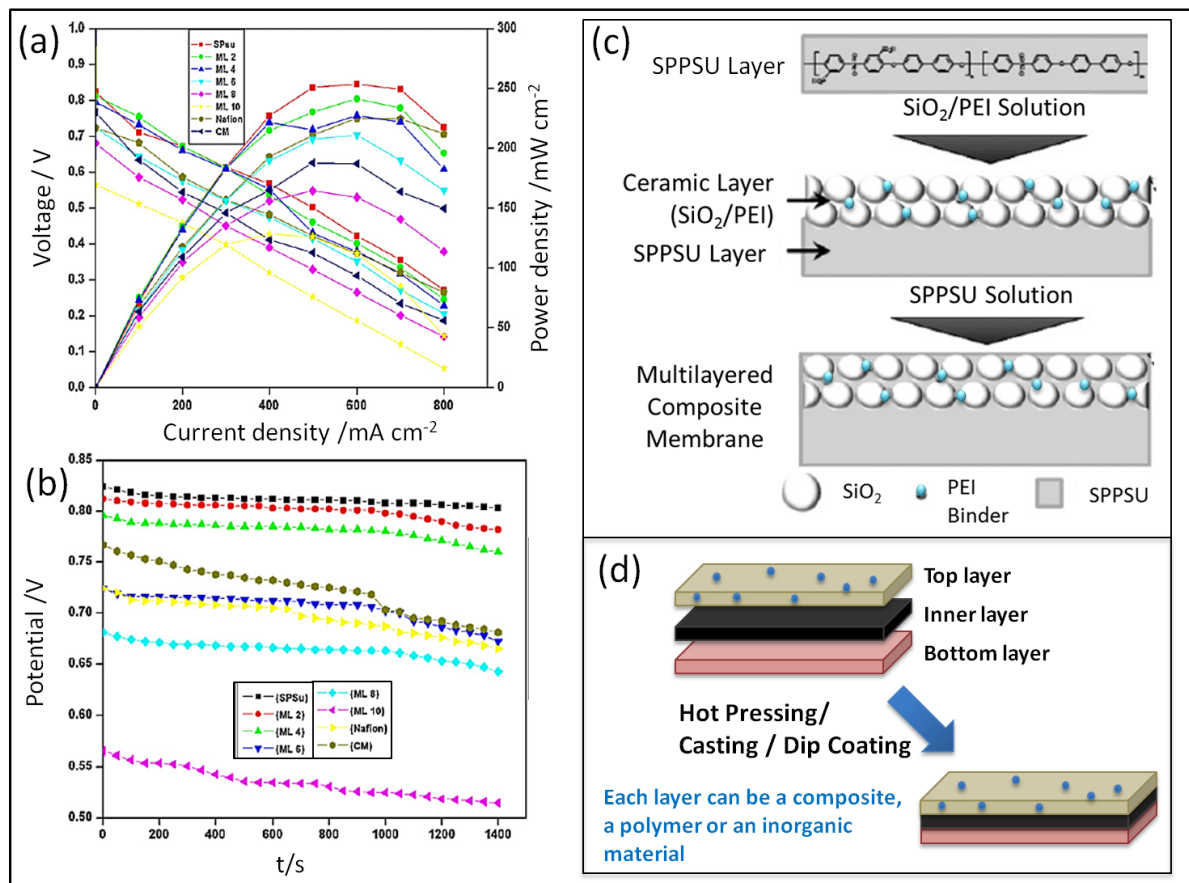 (a)
SPsu
ML 2
ML 4
ML 6
ML 8
ML 10
Nafion
CM
1.0
0.9
0.8
0.7
0.6
0.5
0.4
0.3
0.2
0.1
0.0
Voltage / V
300
250
200
150
100
50
0
Power density /mW cm-2
0
200
400
600
800
Current density /mA cm-2
(b)
0.85
0.80
0.75
0.70
0.65
0.60
0.55
0.50
Potential /V
{SPSu}
{ML 2}
{ML 4}
{ML 6}
{ML 8}
{ML 10}
{Nafion}
{CM}
0
200
400
600
800
1000
1200
1400
t/s
(c)
SPPSU Layer
SiO2/PEI Solution
Ceramic Layer
(SiO2/PEI)
SPPSU Layer
SPPSU Solution
Multilayered
Composite
Membrane
SiO2
PEI
Binder
SPPSU
(d)
Top layer
Inner layer
Bottom layer
Hot Pressing/
Casting / Dip Coating
Each layer can be a composite,
a polymer or an inorganic
material